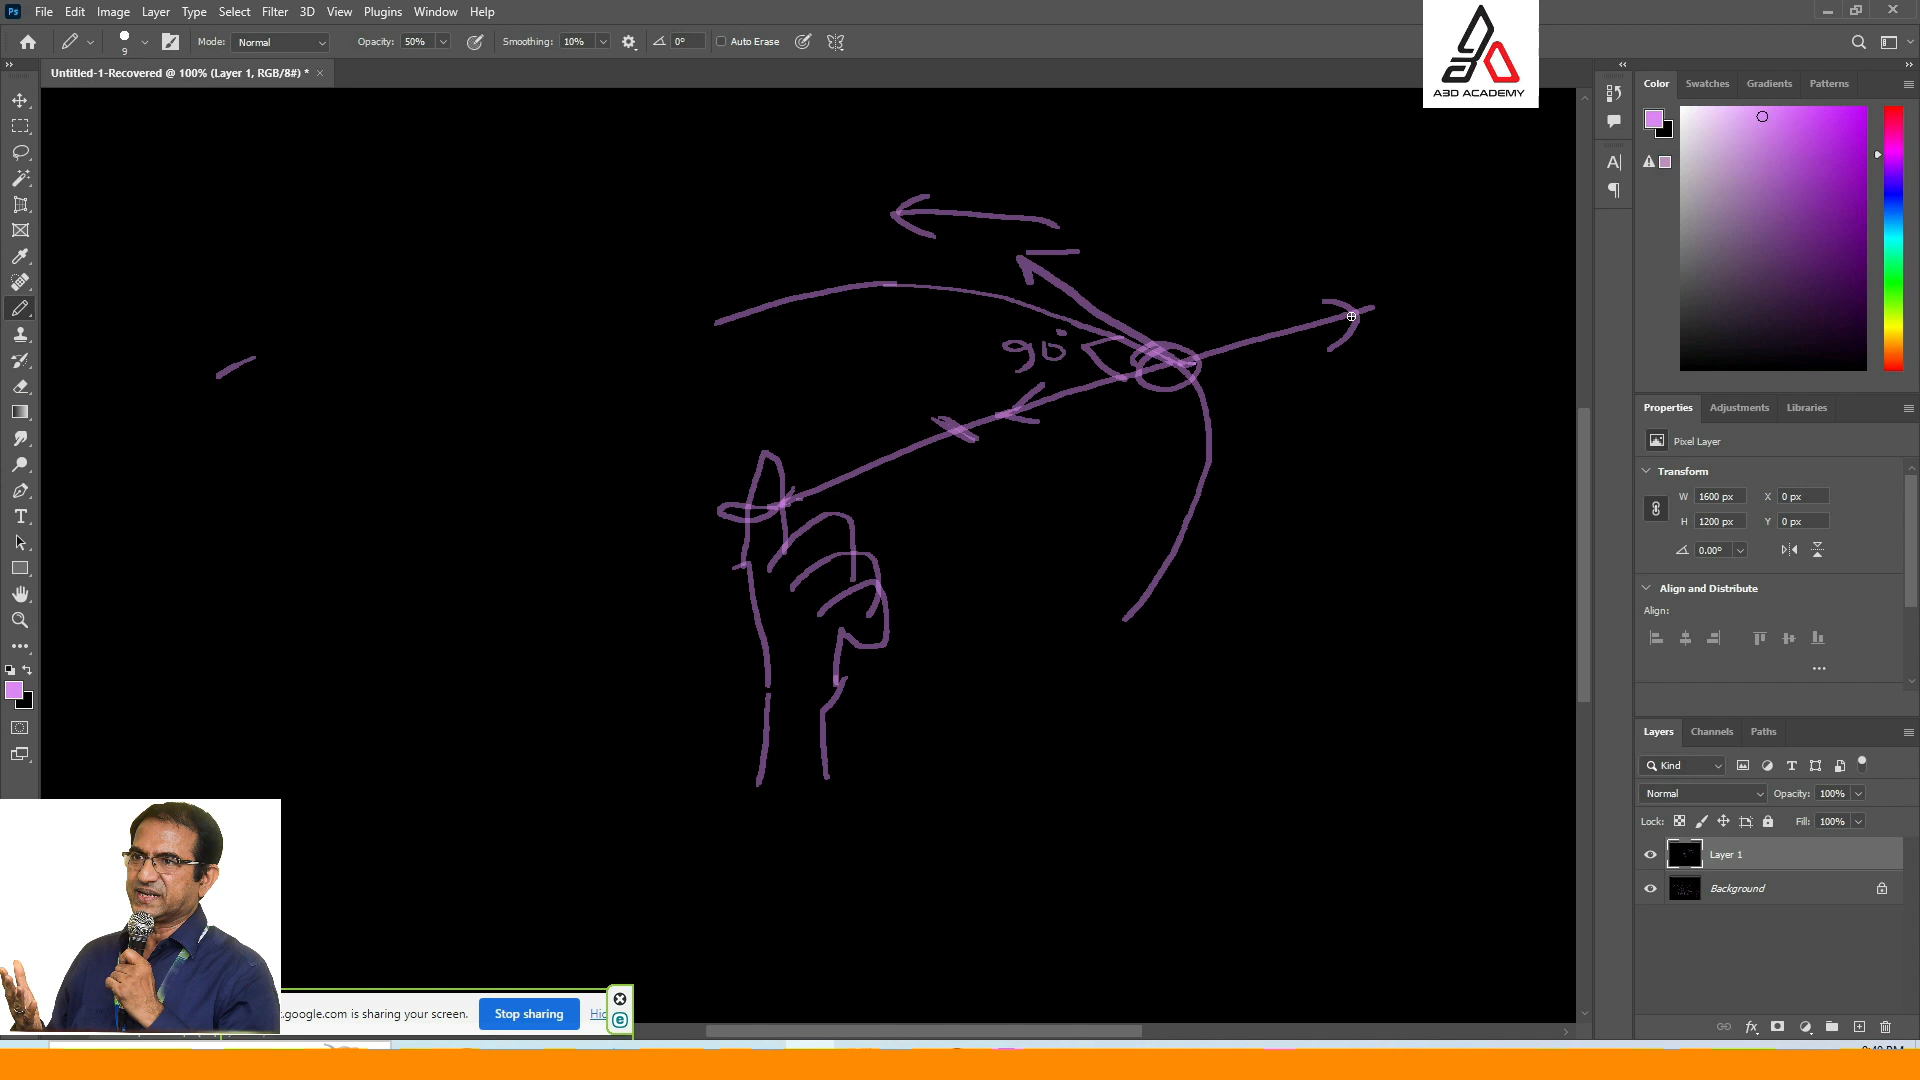 Ps File Edit Image Layer Type Select Filter 3D View Plugins Window Help
9 Mode: Normal Opacity: 50% Smoothing: 10% 0° Auto Erase
Untitled-1-Recovered @ 100% (Layer 1, RGB/8#) * ×
A3D ACADEMY
90°
Color Swatches Gradients Patterns
Properties Adjustments Libraries
Pixel Layer
Transform
W 1600 px X 0 px
H 1200 px Y 0 px
0.00°
Align and Distribute
Align:
Layers Channels Paths
Kind
Normal Opacity: 100%
Lock: Fill: 100%
Layer 1
Background
t.google.com is sharing your screen. Stop sharing